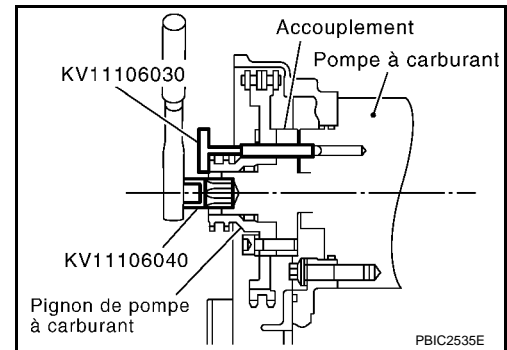 Accouplement
Pompe à carburant
KV11106030
KV11106040
Pignon de pompe
à carburant
PBIC2535E